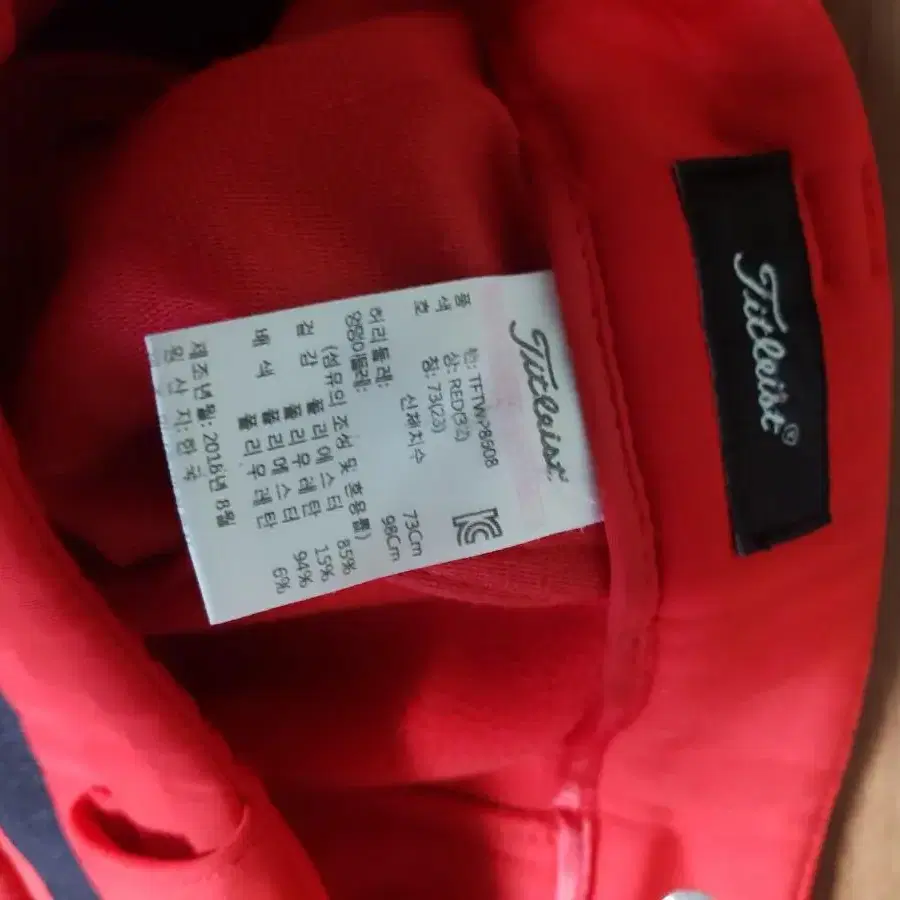 Titleist
품 번: TFTWP8608
색 상: RED(32)
호 칭: 73(23)
신체치수
허리둘레: 73Cm
엉덩이둘레: 98Cm
(섬유의 조성 및 혼용률)
겉 감 폴리에스터 85%
폴리우레탄 15%
배 색 폴리에스터 94%
폴리우레탄 6%
제조년월: 2018년 8월
원 산 지: 한 국
Titleist®